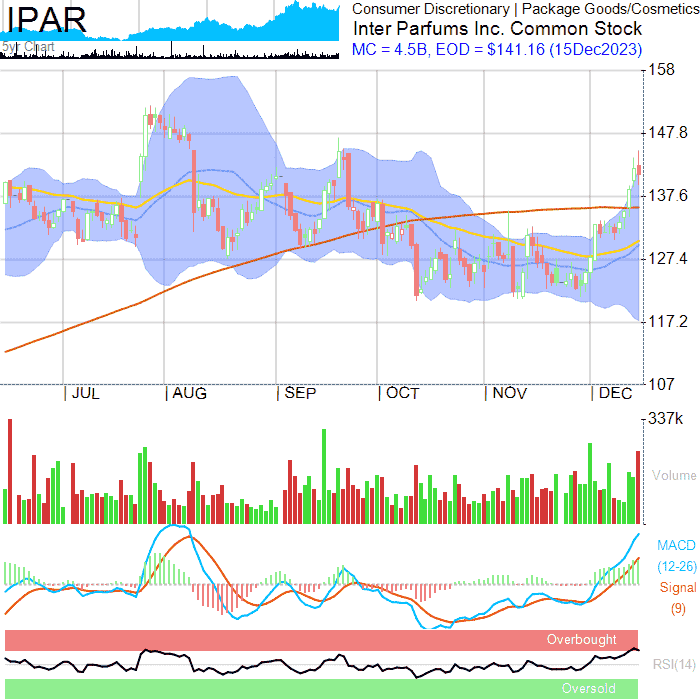 IPAR
5yr Chart
Consumer Discretionary | Package Goods/Cosmetics
Inter Parfums Inc. Common Stock
MC = 4.5B, EOD = $141.16 (15Dec2023)
158
147.8
137.6
127.4
117.2
107
| JUL | AUG | SEP | OCT | NOV | DEC
337k
Volume
MACD
(12-26)
Signal
(9)
Overbought
RSI(14)
Oversold